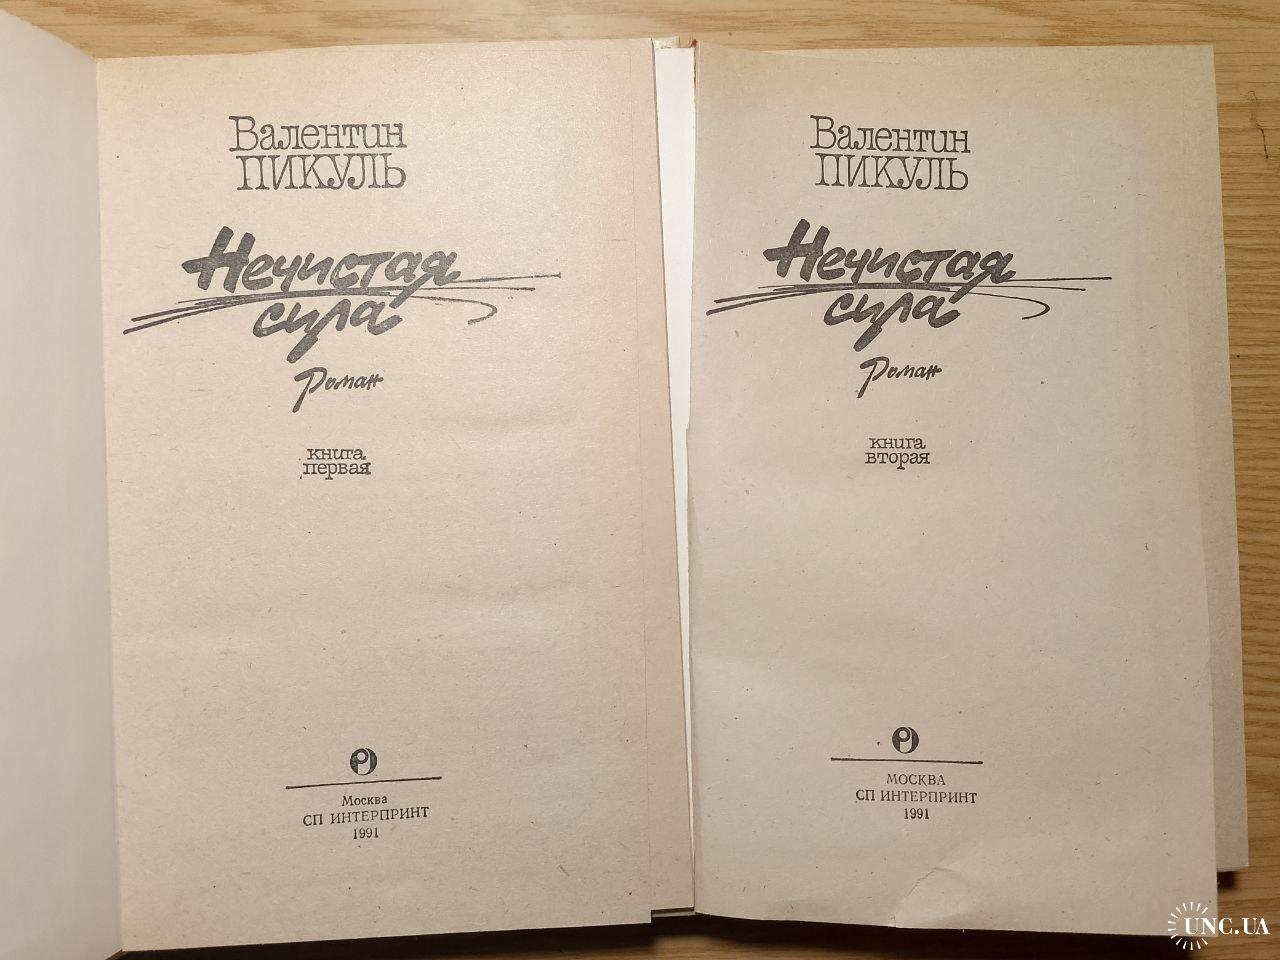 Валентин
ПИКУЛЬ
Нечистая
сила
Роман
книга
первая
Москва
СП ИНТЕРПРИНТ
1991
Валентин
ПИКУЛЬ
Нечистая
сила
Роман
книга
вторая
МОСКВА
СП ИНТЕРПРИНТ
1991
UNC.UA